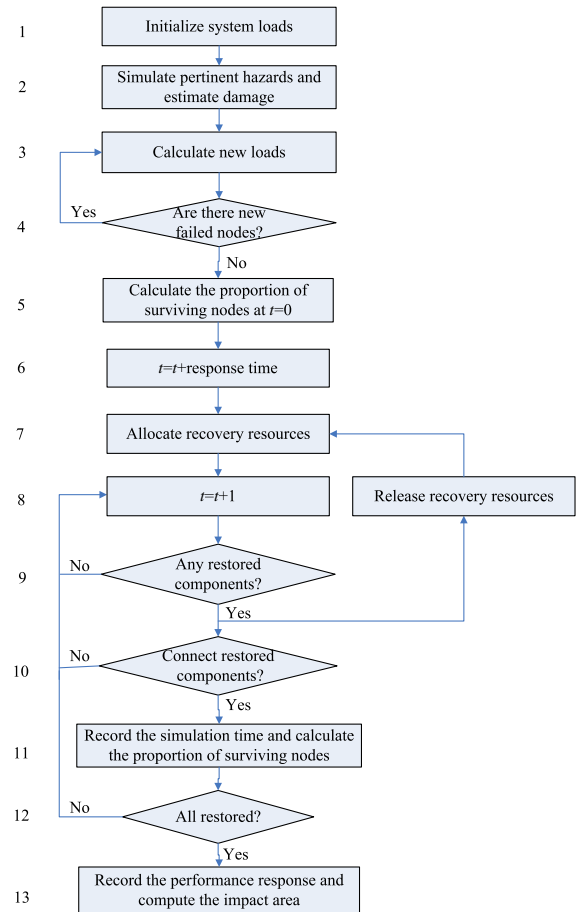 1
Initialize system loads
2
Simulate pertinent hazards and
estimate damage
3
Calculate new loads
Yes
4
Are there new
failed nodes?
No
5
Calculate the proportion of
surviving nodes at t=0
6
t=t+response time
7
Allocate recovery resources
8
t=t+1
Release recovery resources
No
9
Any restored
components?
Yes
No
10
Connect restored
components?
Yes
11
Record the simulation time and calculate
the proportion of surviving nodes
No
12
All restored?
Yes
13
Record the performance response and
compute the impact area